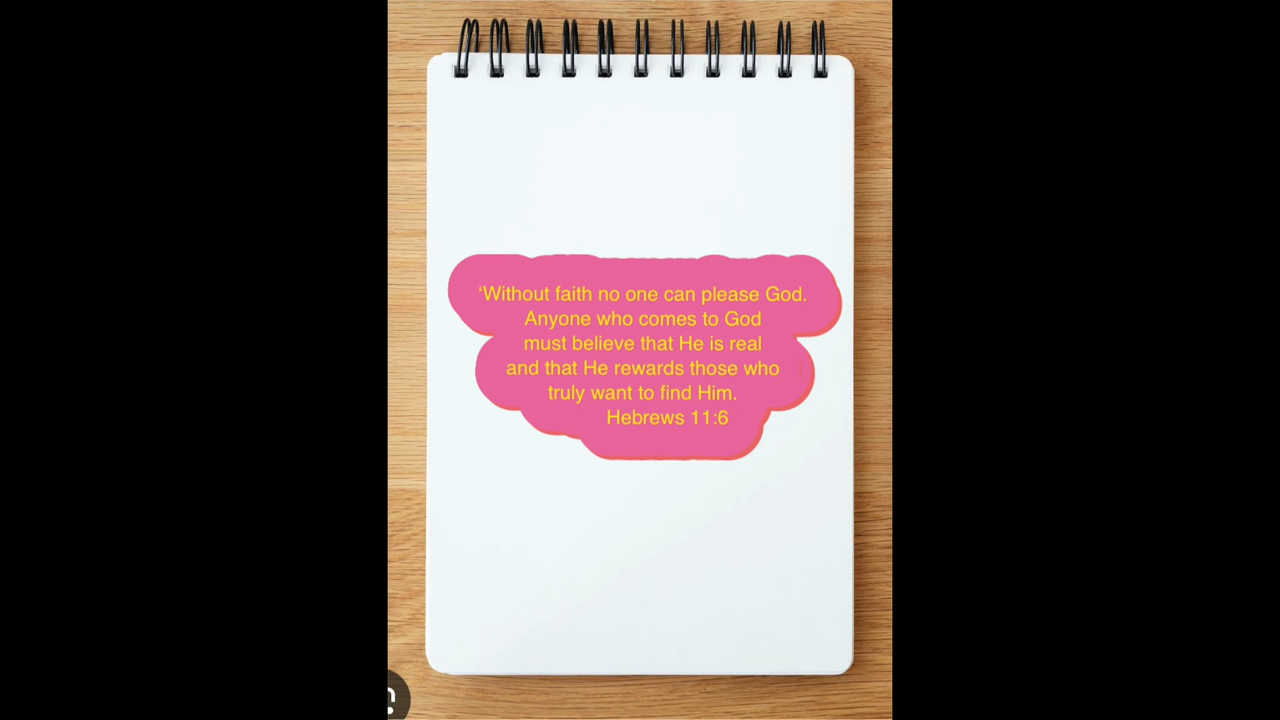 ‘Without faith no one can please God.
Anyone who comes to God
must believe that He is real
and that He rewards those who
truly want to find Him.
Hebrews 11:6